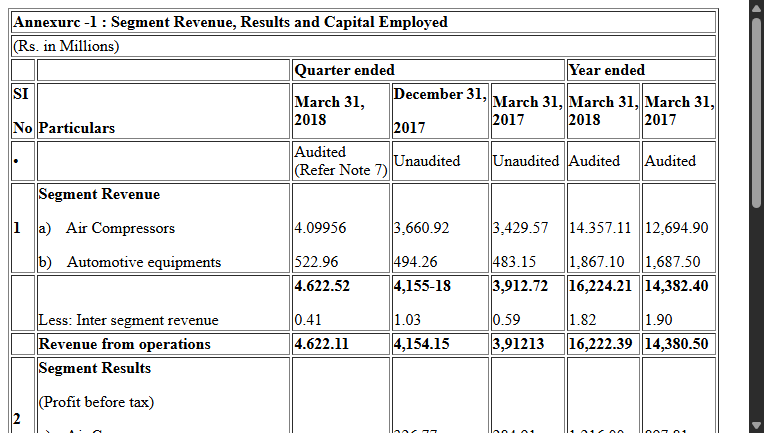 Annexurc -1 : Segment Revenue, Results and Capital Employed
(Rs. in Millions)
Quarter ended Year ended
SI No Particulars March 31, 2018 December 31, 2017 March 31, 2017 March 31, 2018 March 31, 2017
• Audited (Refer Note 7) Unaudited Unaudited Audited Audited
Segment Revenue
1 a) Air Compressors 4.09956 3,660.92 3,429.57 14.357.11 12,694.90
b) Automotive equipments 522.96 494.26 483.15 1,867.10 1,687.50
4.622.52 4,155-18 3,912.72 16,224.21 14,382.40
Less: Inter segment revenue 0.41 1.03 0.59 1.82 1.90
Revenue from operations 4.622.11 4,154.15 3,91213 16,222.39 14,380.50
Segment Results
(Profit before tax)
2